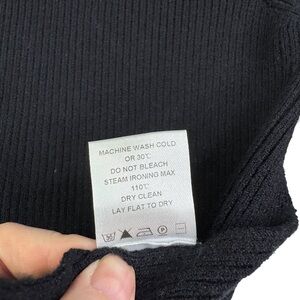 MACHINE WASH COLD
OR 30℃
DO NOT BLEACH
STEAM IRONING MAX
110℃
DRY CLEAN
LAY FLAT TO DRY